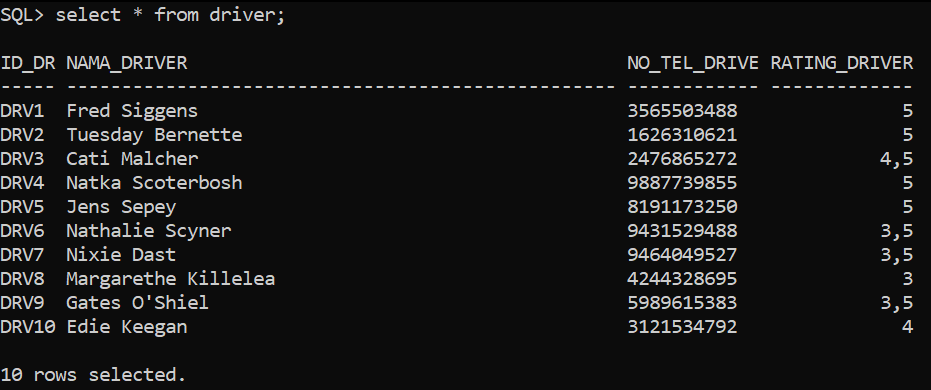 SQL> select * from driver;
ID_DR NAMA_DRIVER                                        NO_TEL_DRIVE RATING_DRIVER
----- -------------------------------------------------- ------------ -------------
DRV1  Fred Siggens                                       3565503488               5
DRV2  Tuesday Bernette                                   1626310621               5
DRV3  Cati Malcher                                       2476865272             4,5
DRV4  Natka Scoterbosh                                   9887739855               5
DRV5  Jens Sepey                                         8191173250               5
DRV6  Nathalie Scyner                                    9431529488             3,5
DRV7  Nixie Dast                                         9464049527             3,5
DRV8  Margarethe Killelea                                4244328695               3
DRV9  Gates O'Shiel                                      5989615383             3,5
DRV10 Edie Keegan                                        3121534792               4
10 rows selected.